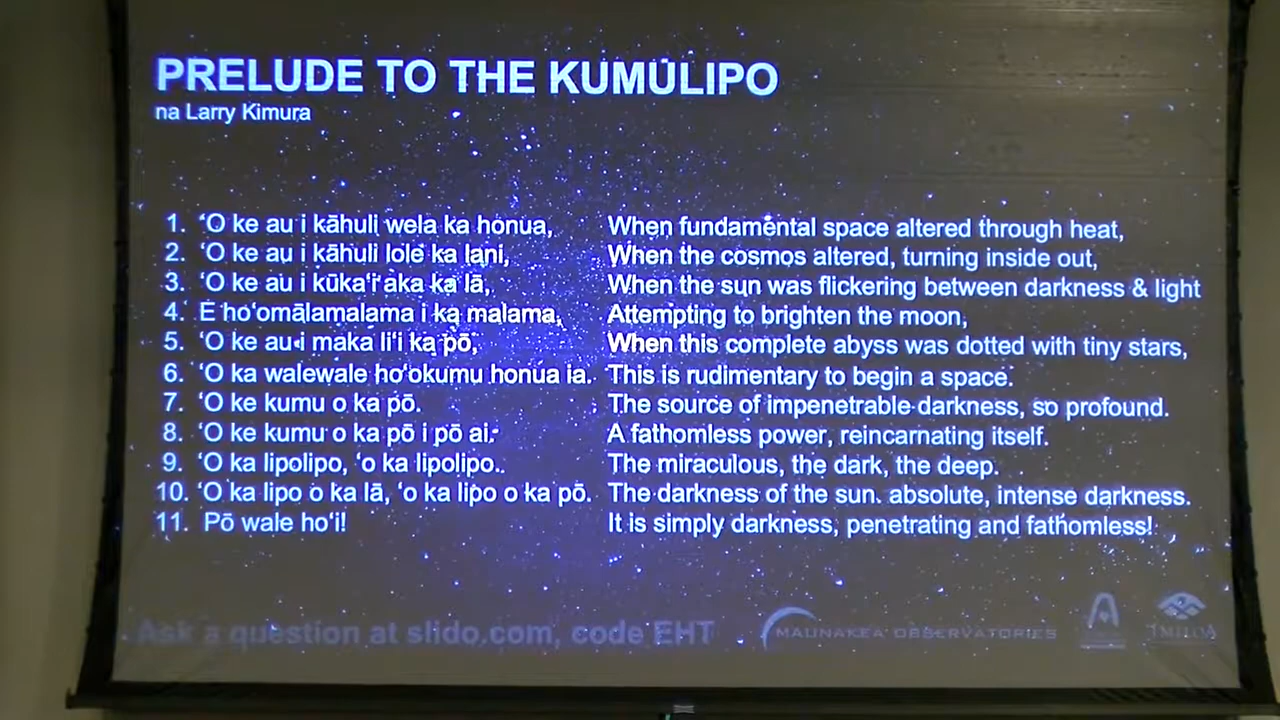 PRELUDE TO THE KUMULIPO
na Larry Kimura
1. ʻO ke au i kāhuli wela ka honua, When fundamental space altered through heat,
2. ʻO ke au i kāhuli lole ka lani, When the cosmos altered, turning inside out,
3. ʻO ke au i kūkaʻiʻaka ka lā, When the sun was flickering between darkness & light
4. E hoʻomālamalama i ka malama, Attempting to brighten the moon,
5. ʻO ke au i maka liʻi ka pō, When this complete abyss was dotted with tiny stars,
6. ʻO ka walewale hoʻokumu honua ia. This is rudimentary to begin a space.
7. ʻO ke kumu o ka pō. The source of impenetrable darkness, so profound.
8. ʻO ke kumu o ka pō i pō ai. A fathomless power, reincarnating itself.
9. ʻO ka lipolipo, ʻo ka lipolipo.. The miraculous, the dark, the deep.
10. ʻO ka lipo o ka lā, ʻo ka lipo o ka pō. The darkness of the sun. absolute, intense darkness.
11. Pō wale hoʻi! It is simply darkness, penetrating and fathomless!
Ask a question at slido.com, code EHT
MAUNAKEA OBSERVATORIES
ʻIMILOA